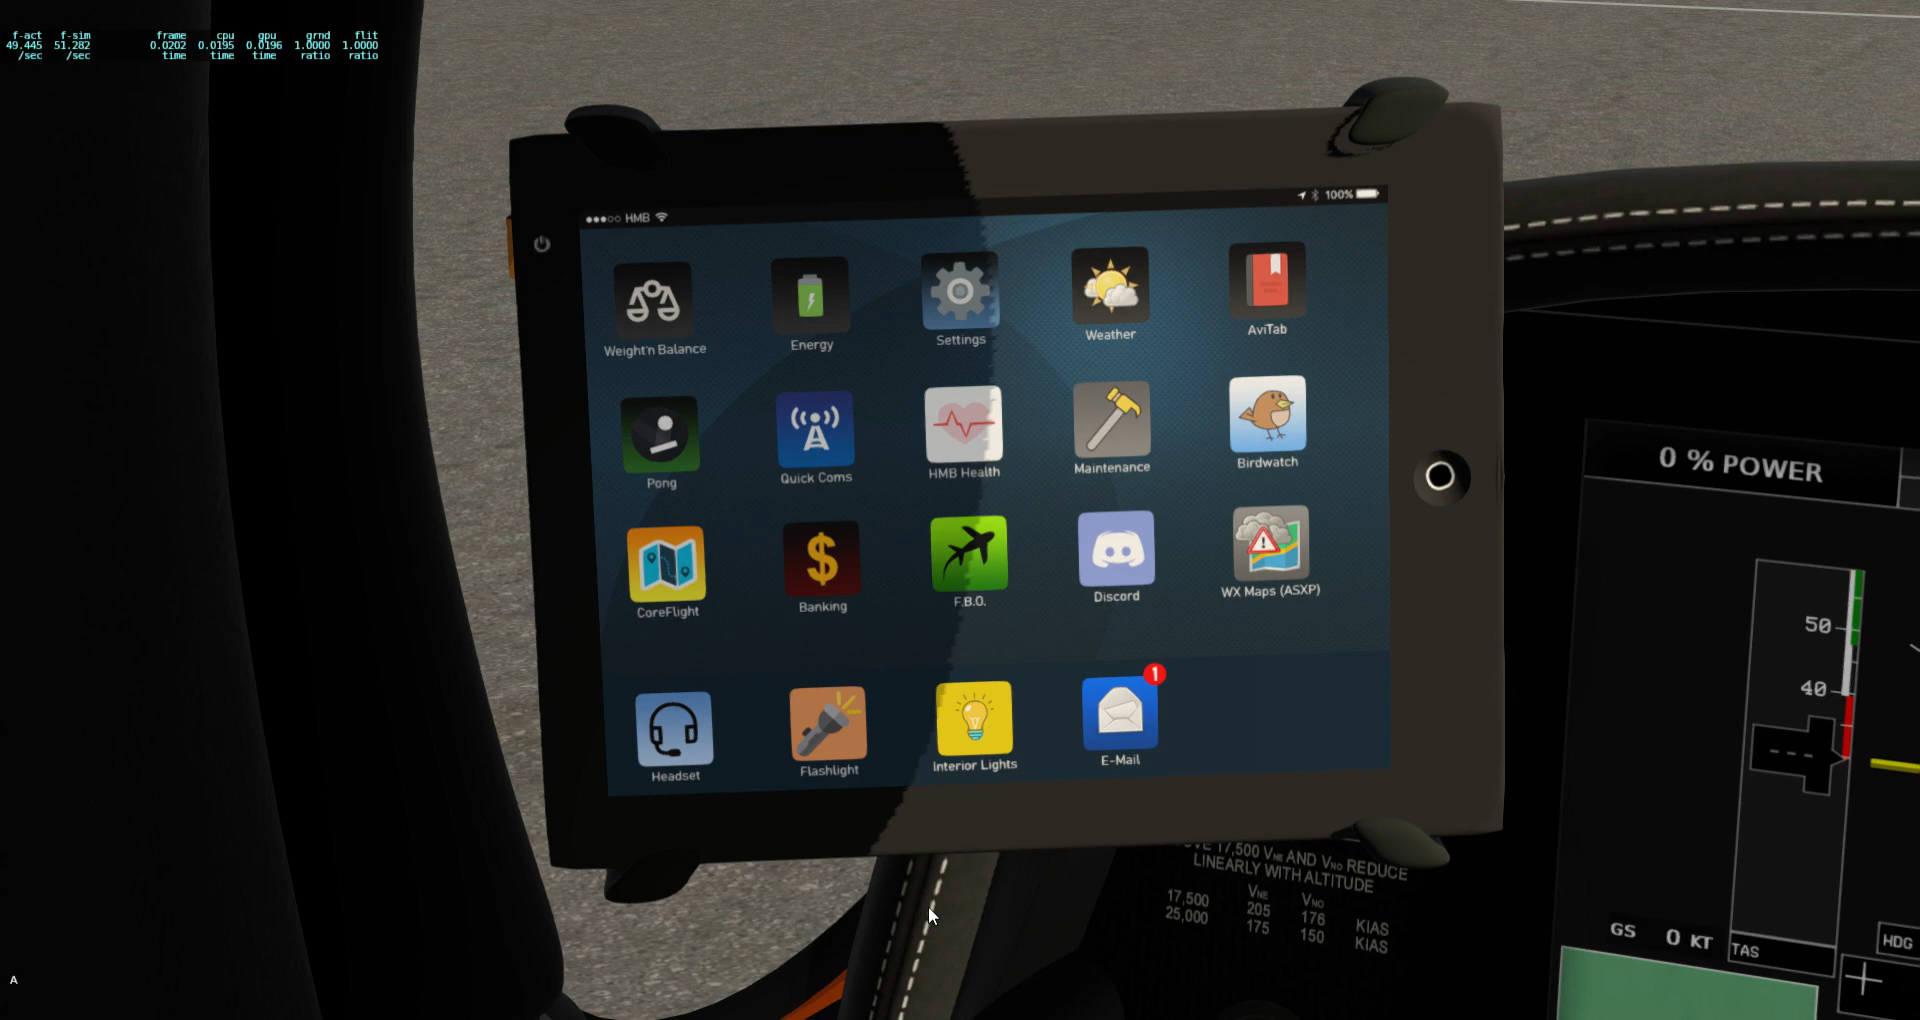 f-act f-sim frame cpu gpu grnd flit
49.445 51.282 0.0202 0.0195 0.0196 1.0000 1.0000
/sec /sec time time time ratio ratio
HMB 100%
Weight'n Balance Energy Settings Weather AviTab
Pong Quick Coms HMB Health Maintenance Birdwatch
CoreFlight Banking F.B.O. Discord WX Maps (ASXP)
1
Headset Flashlight Interior Lights E-Mail
0 % POWER
50
40
---
17,500 VNE AND VNO REDUCE
LINEARLY WITH ALTITUDE
VNE VNO
17,500 205 176 KIAS
25,000 175 150 KIAS
GS 0 KT TAS HDG
A